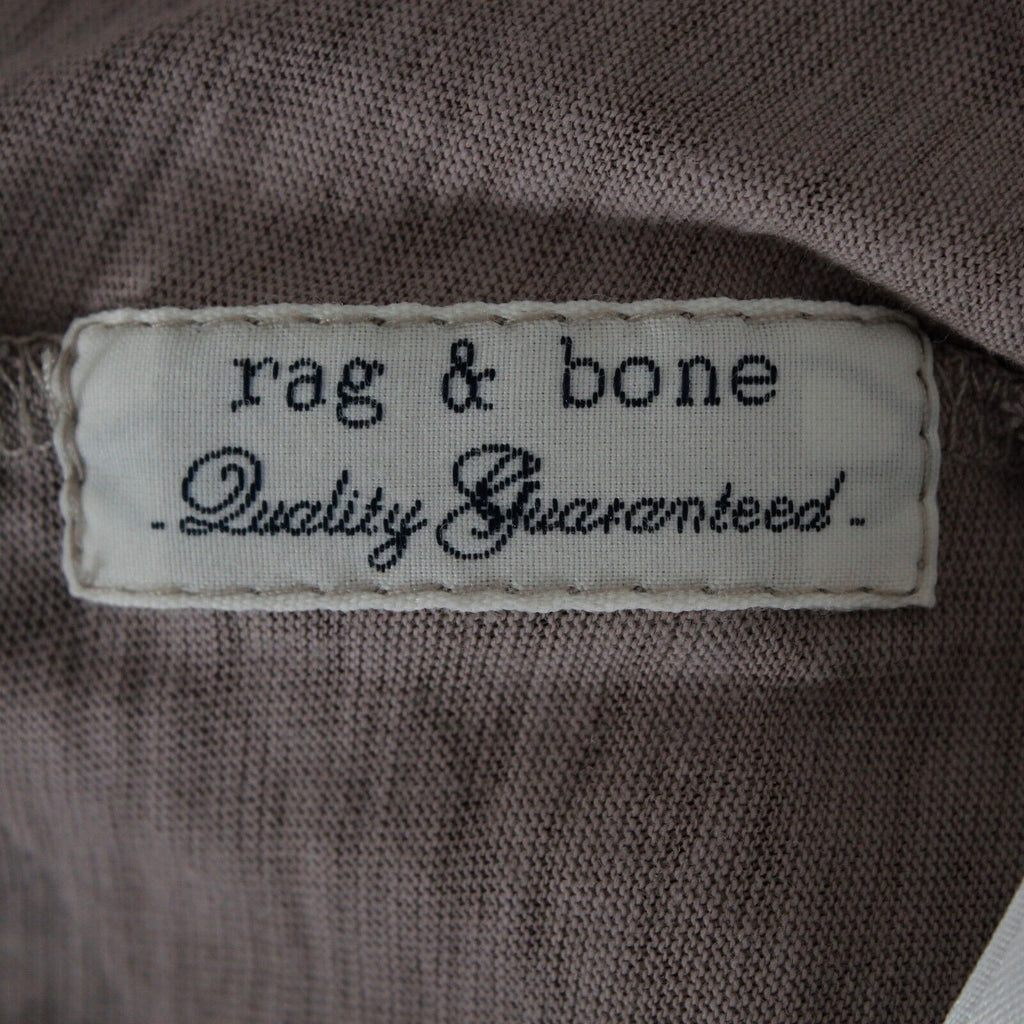 rag & bone
- Quality Guaranteed -